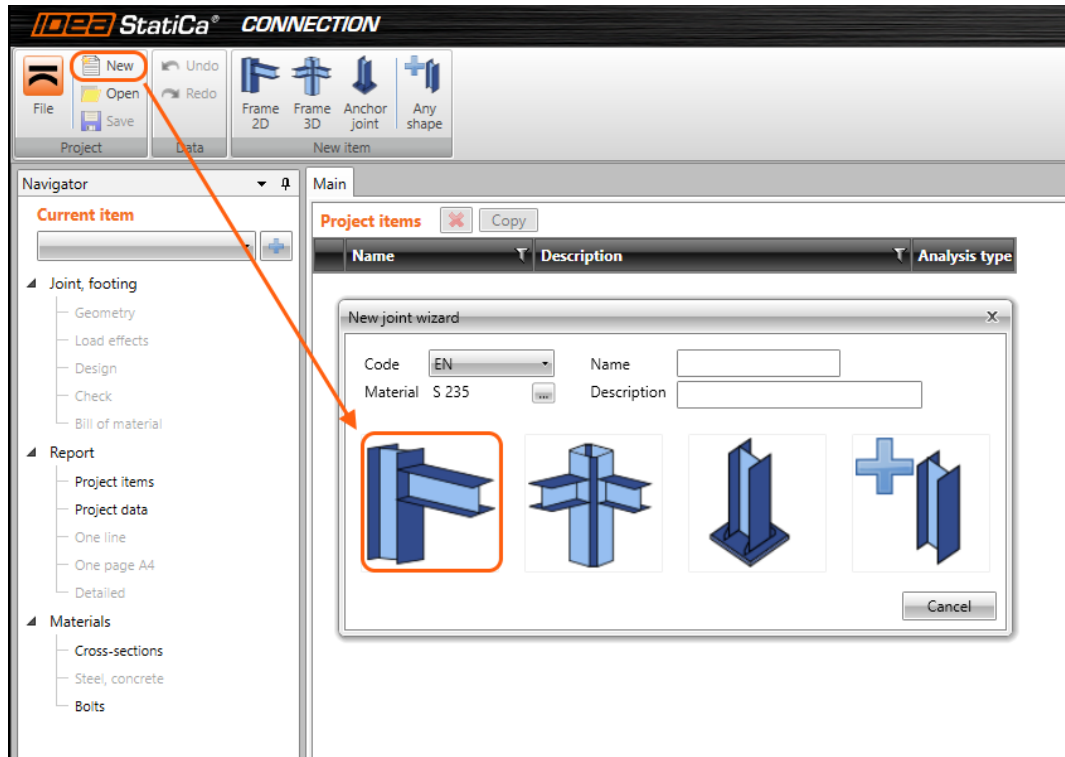 IDEA StatiCa® CONNECTION
New
Open
Save
File
Project
Undo
Redo
Data
Frame 2D
Frame 3D
Anchor joint
Any shape
New item
Navigator
Current item
Joint, footing
Geometry
Load effects
Design
Check
Bill of material
Report
Project items
Project data
One line
One page A4
Detailed
Materials
Cross-sections
Steel, concrete
Bolts
Main
Project items Copy
Name Description Analysis type
New joint wizard x
Code EN Name
Material S 235 ... Description
Cancel